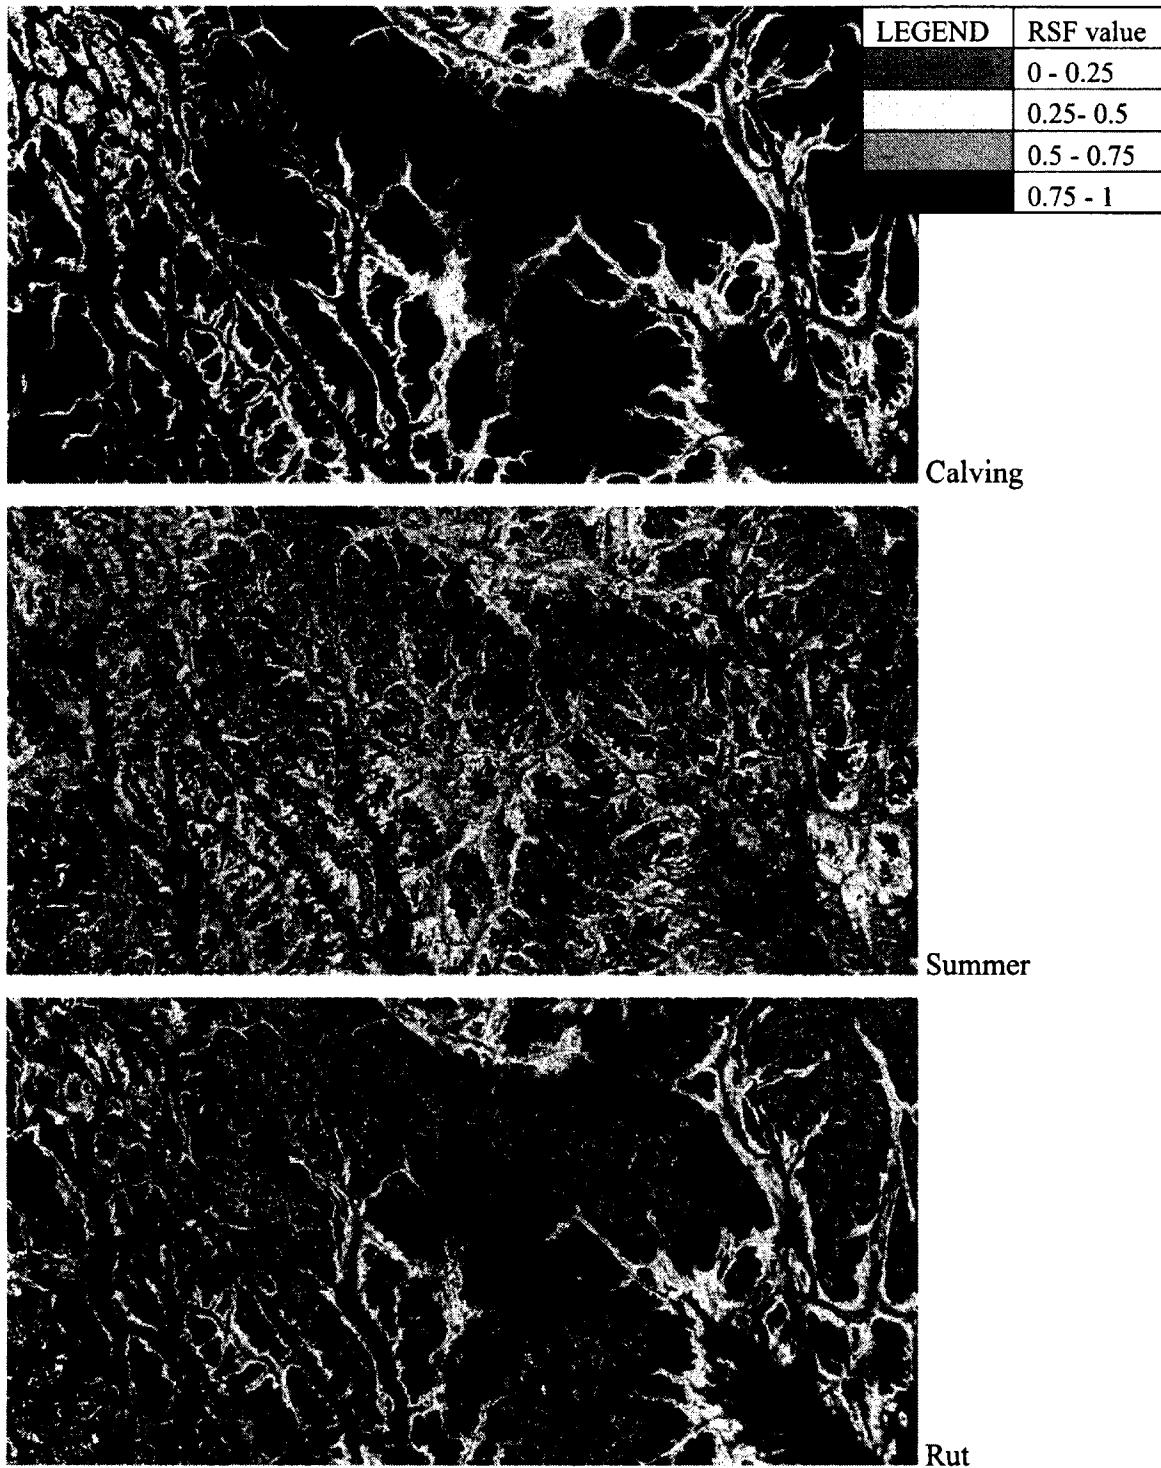 LEGEND RSF value
0 - 0.25
0.25- 0.5
0.5 - 0.75
0.75 - 1
Calving
Summer
Rut